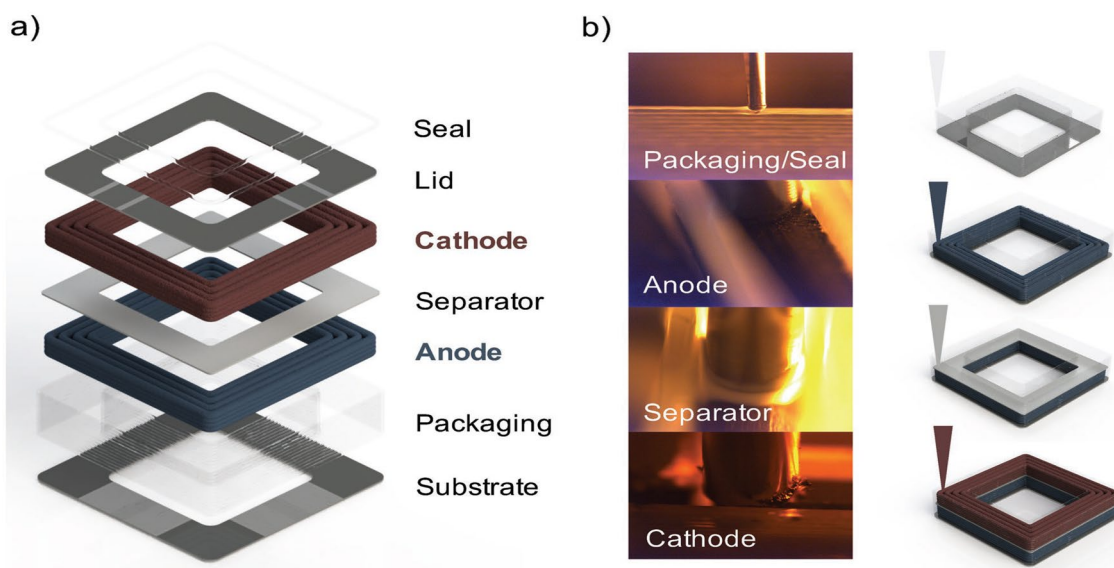 a)
Seal
Lid
Cathode
Separator
Anode
Packaging
Substrate
b)
Packaging/Seal
Anode
Separator
Cathode